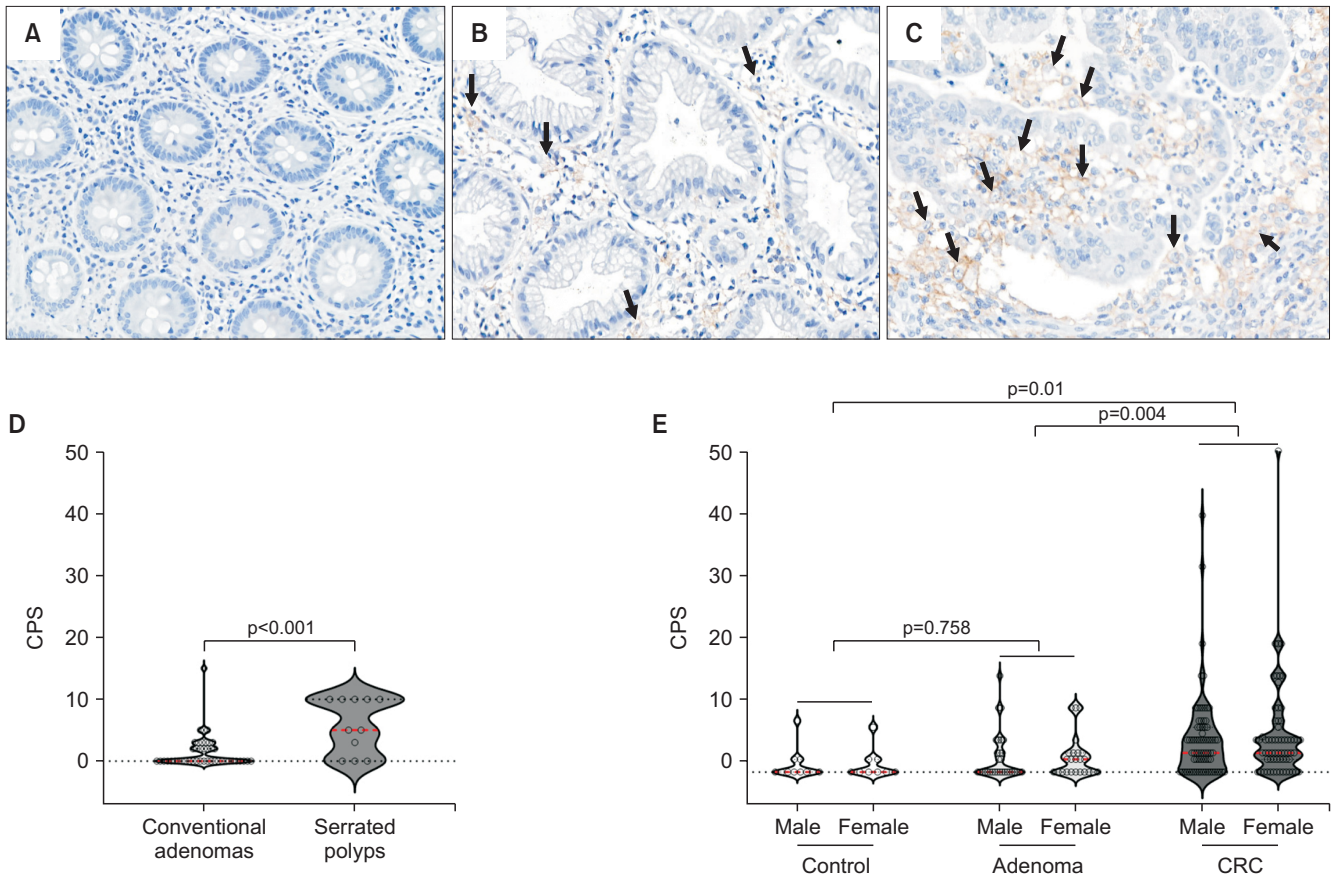 A
B
C
D
CPS
50
40
30
20
10
0
p<0.001
Conventional
adenomas
Serrated
polyps
E
CPS
50
40
30
20
10
0
p=0.01
p=0.004
p=0.758
Male Female Male Female Male Female
Control Adenoma CRC